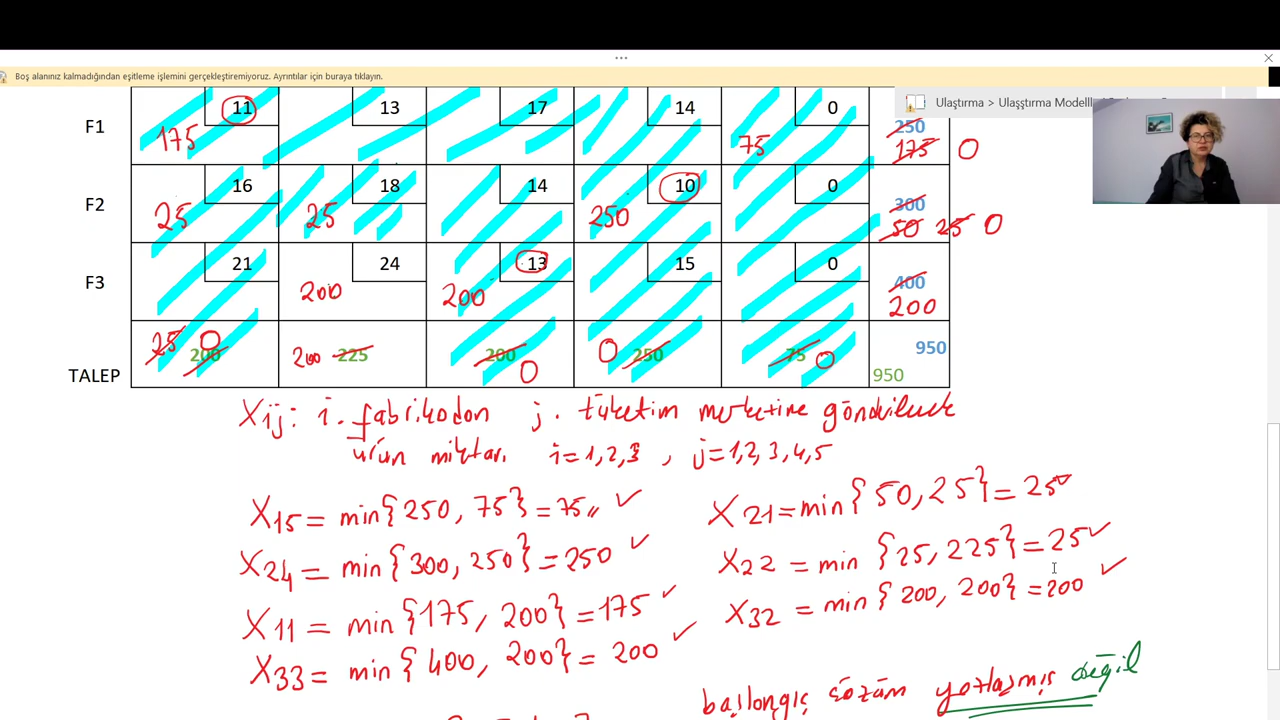 Boş alanınız kalmadığından eşitleme işlemini gerçekleştiremiyoruz. Ayrıntılar için buraya tıklayın.
Ulaştırma > Ulaşştırma Modelll
F1 11 13 17 14 0 250
175 75 175 0
F2 16 18 14 10 0 300
25 25 250 50 25 0
F3 21 24 13 15 0 400
200 200 200
25 0 200 200 225 200 0 0 250 75 0 950
TALEP 950
Xij: i. fabrikadan j. tüketim merkezine gönderilecek
ürün miktarı i=1,2,3 , j=1,2,3,4,5
X15 = min{250, 75} = 75,, ✓
X24 = min{300, 250} = 250 ✓
X11 = min{175, 200} = 175 ✓
X33 = min{400, 200} = 200 ✓
X21 = min{50, 25} = 25 ✓
X22 = min{25, 225} = 25 ✓
X32 = min{200, 200} = 200 ✓
başlangıç çözüm yozlaşmış değil